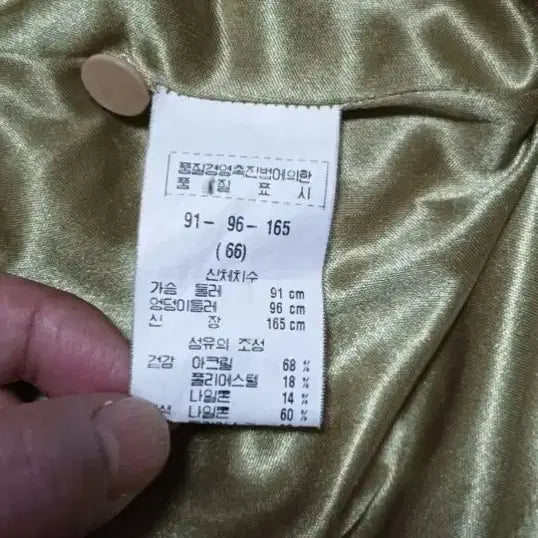 품질경영촉진법에의한
품 질 표 시
91- 96- 165
(66)
신체치수
가슴 둘레 91 cm
엉덩이둘레 96 cm
신 장 165 cm
섬유의 조성
겉감 아크릴 68 %
폴리에스텔 18 %
나일론 14 %
나일론 60 %